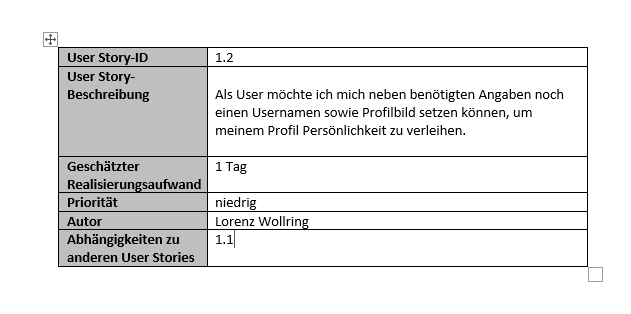 User Story-ID 1.2
User Story-
Beschreibung
Als User möchte ich mich neben benötigten Angaben noch
einen Usernamen sowie Profilbild setzen können, um
meinem Profil Persönlichkeit zu verleihen.
Geschätzter 1 Tag
Realisierungsaufwand
Priorität niedrig
Autor Lorenz Wollring
Abhängigkeiten zu 1.1
anderen User Stories